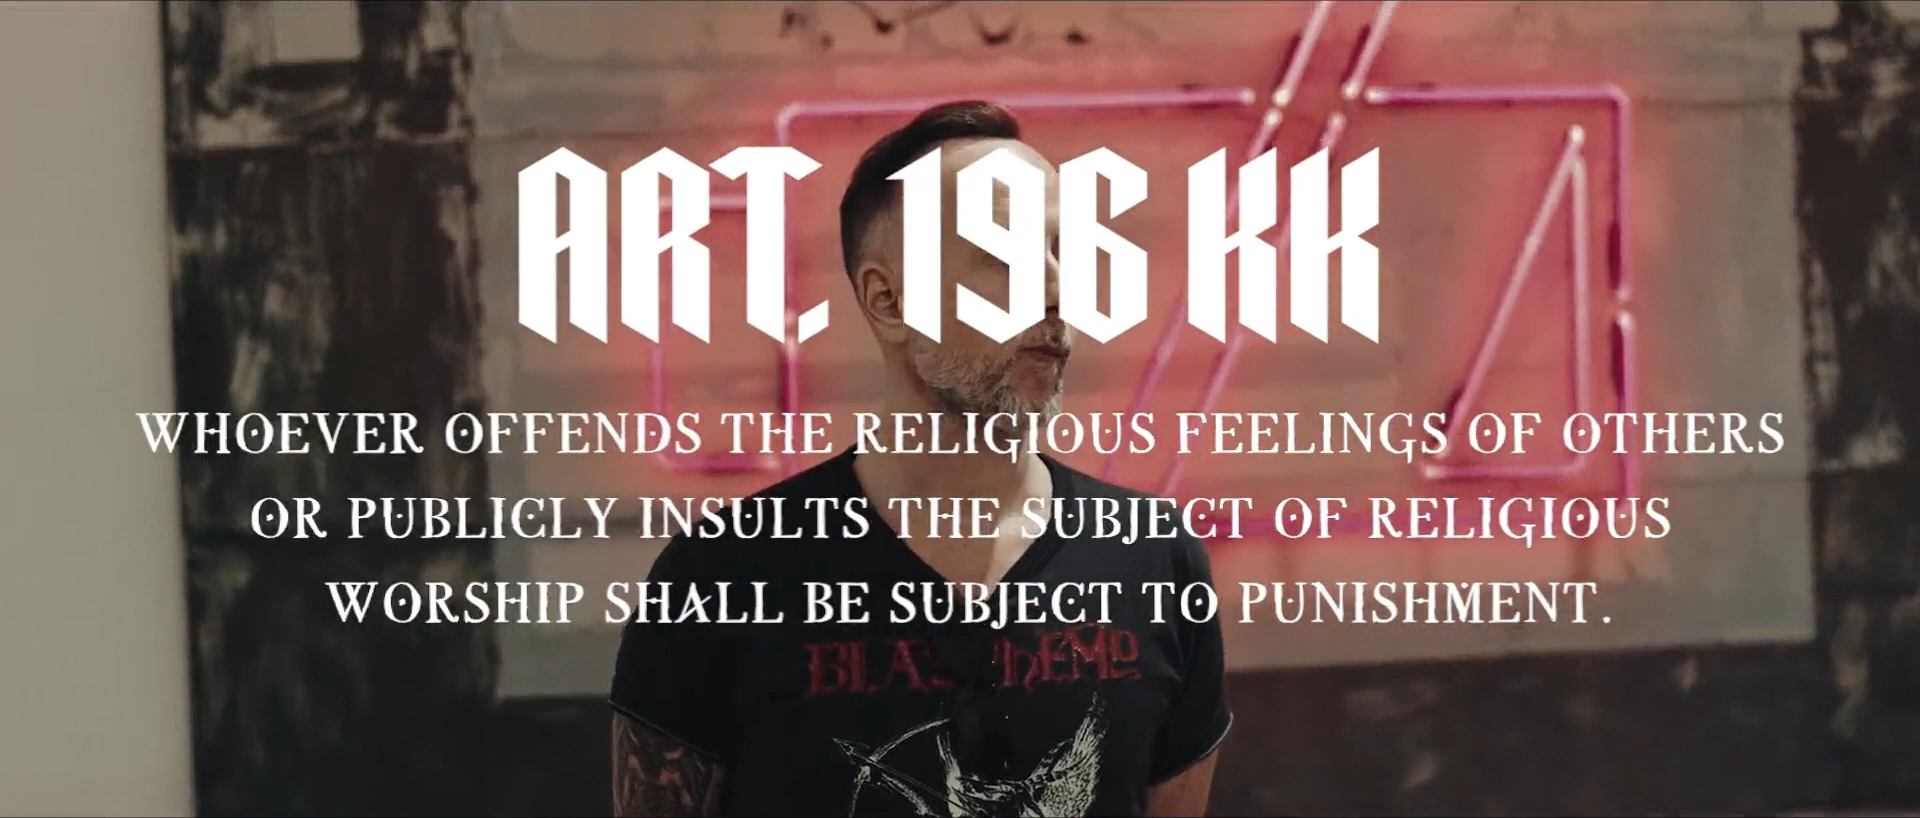 ART. 196 KK
WHOEVER OFFENDS THE RELIGIOUS FEELINGS OF OTHERS
OR PUBLICLY INSULTS THE SUBJECT OF RELIGIOUS
WORSHIP SHALL BE SUBJECT TO PUNISHMENT.